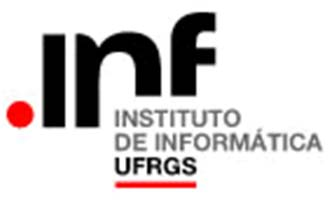 .inf
INSTITUTO
DE INFORMÁTICA
UFRGS